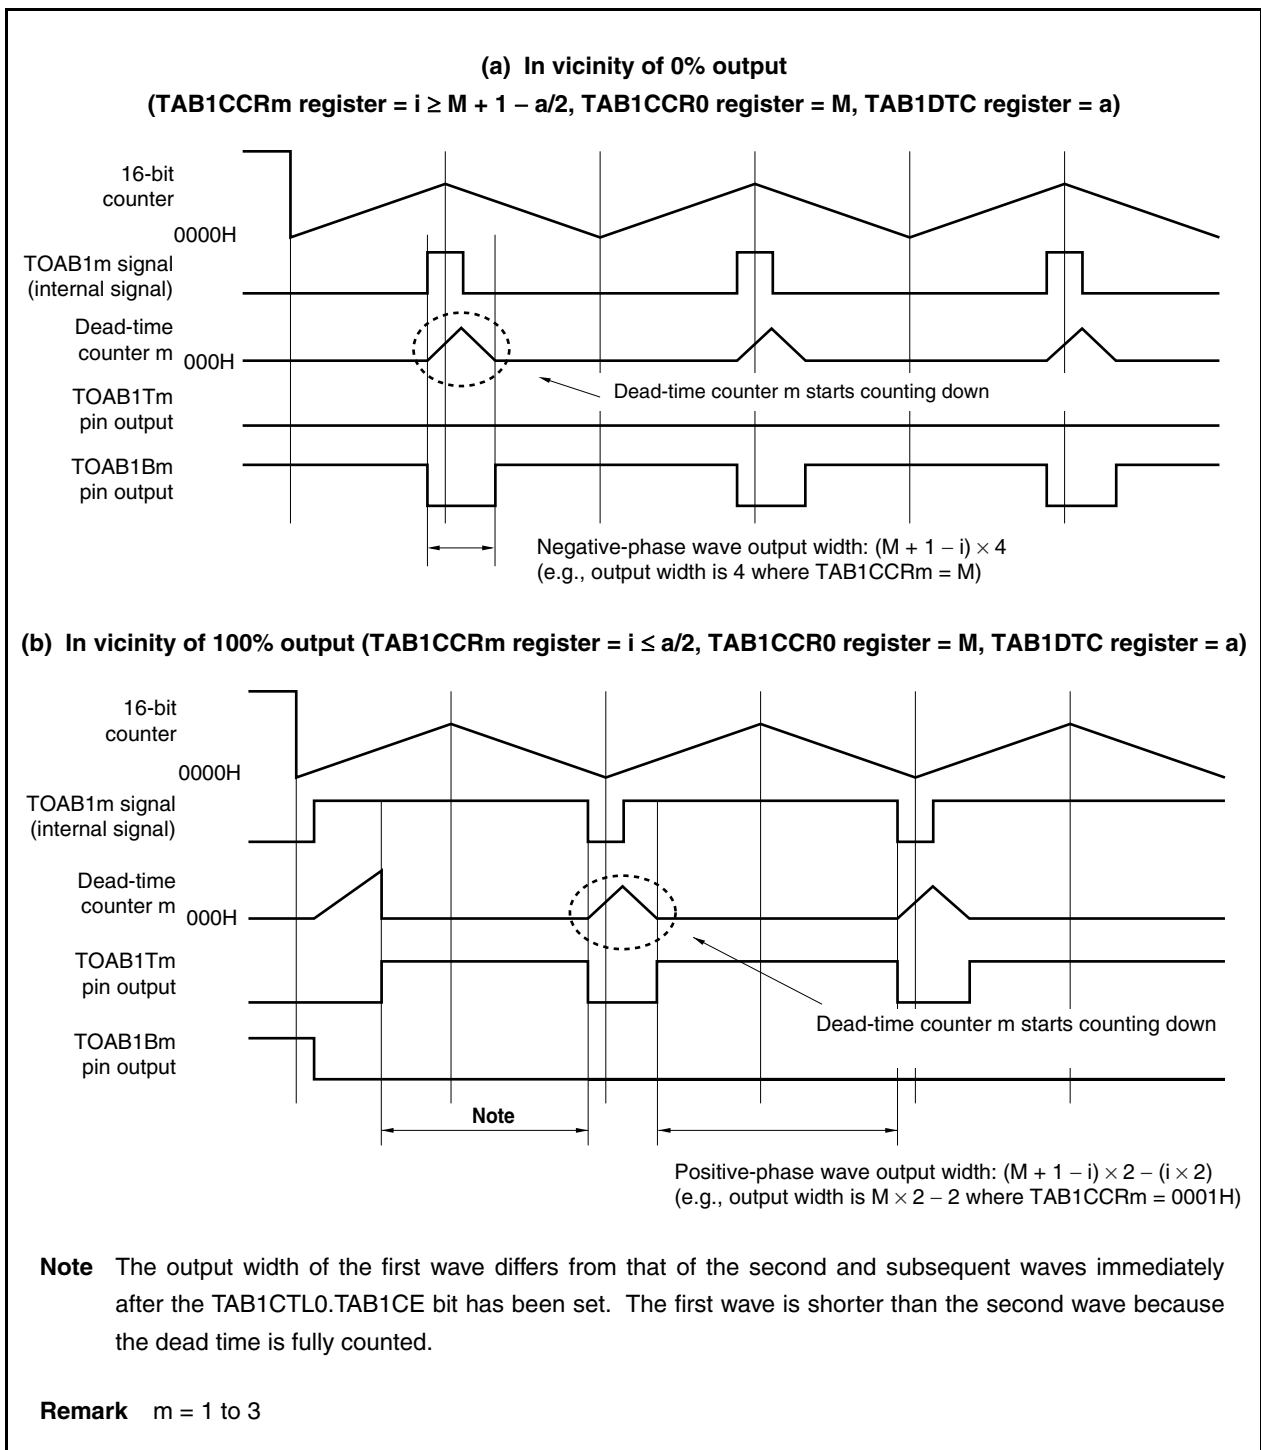 (a) In vicinity of 0% output
(TAB1CCRm register = i ≥ M + 1 – a/2, TAB1CCR0 register = M, TAB1DTC register = a)
16-bit
counter
0000H
TOAB1m signal
(internal signal)
Dead-time
counter m
000H
Dead-time counter m starts counting down
TOAB1Tm
pin output
TOAB1Bm
pin output
Negative-phase wave output width: (M + 1 – i) × 4
(e.g., output width is 4 where TAB1CCRm = M)
(b) In vicinity of 100% output (TAB1CCRm register = i ≤ a/2, TAB1CCR0 register = M, TAB1DTC register = a)
16-bit
counter
0000H
TOAB1m signal
(internal signal)
Dead-time
counter m
000H
TOAB1Tm
pin output
Dead-time counter m starts counting down
TOAB1Bm
pin output
Note
Positive-phase wave output width: (M + 1 – i) × 2 – (i × 2)
(e.g., output width is M × 2 – 2 where TAB1CCRm = 0001H)
Note The output width of the first wave differs from that of the second and subsequent waves immediately
after the TAB1CTL0.TAB1CE bit has been set. The first wave is shorter than the second wave because
the dead time is fully counted.
Remark m = 1 to 3